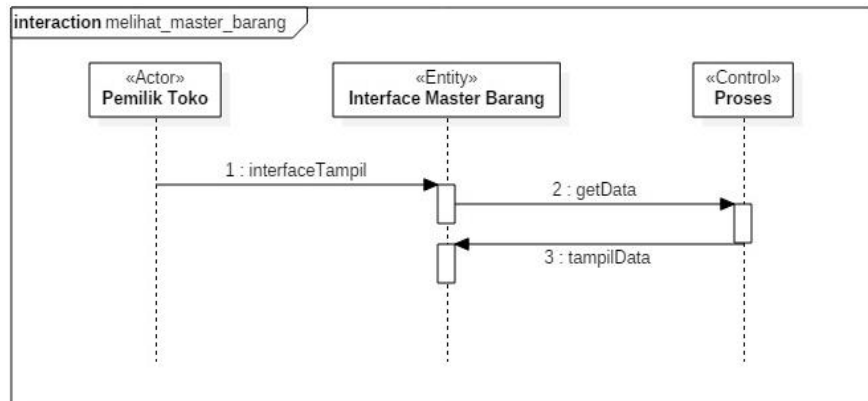 interaction melihat_master_barang
«Actor»
Pemilik Toko
«Entity»
Interface Master Barang
«Control»
Proses
1 : interfaceTampil
2 : getData
3 : tampilData